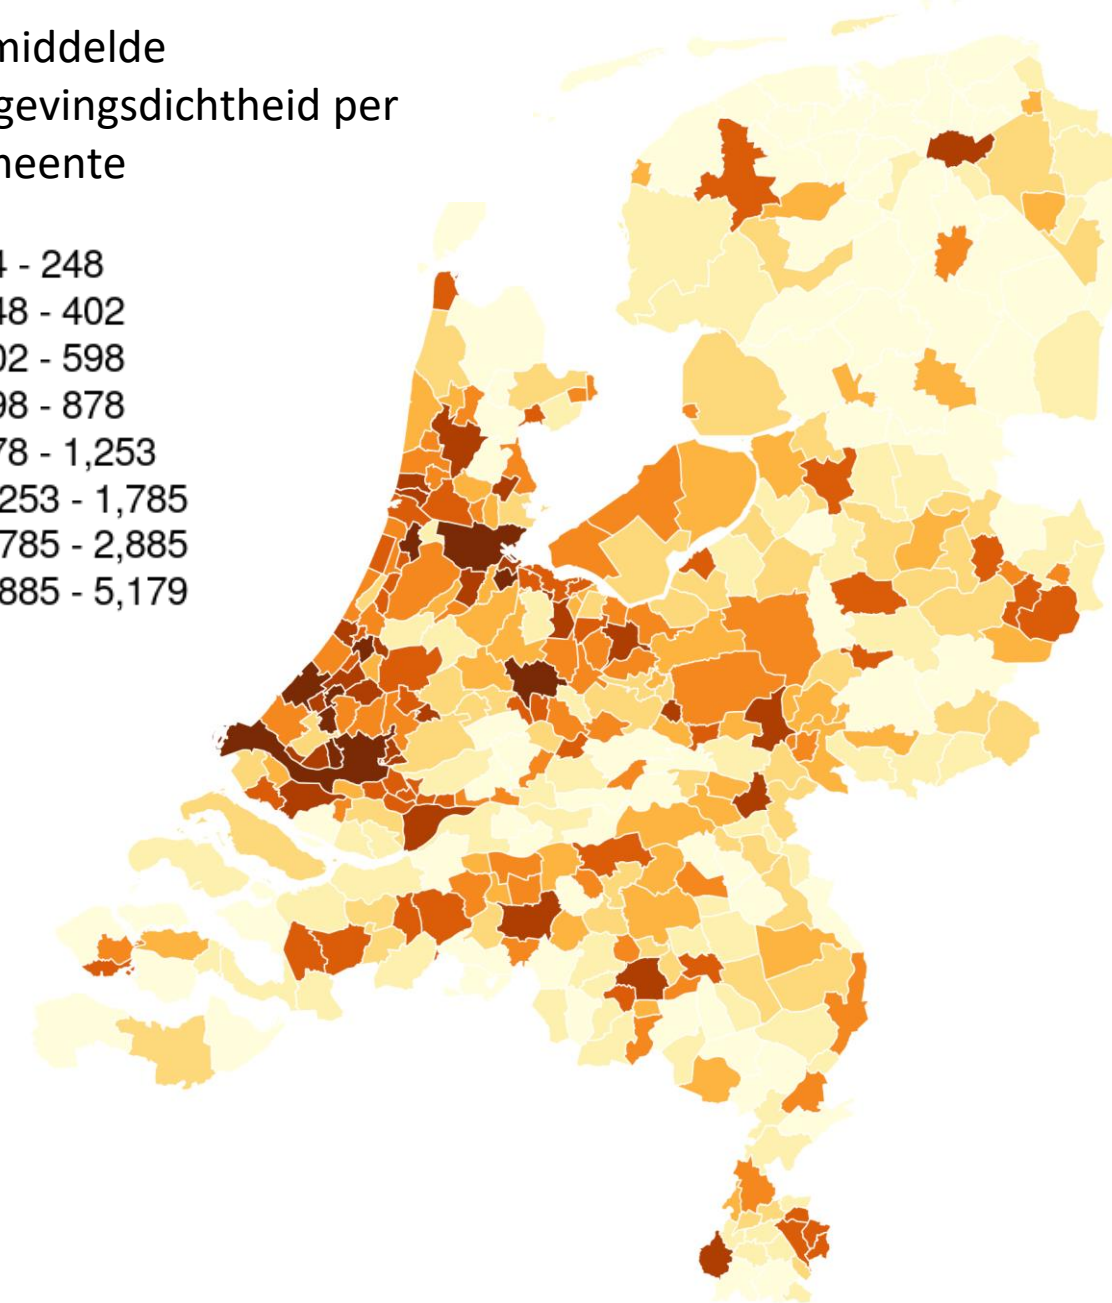 middelde
gevingsdichtheid per
neente
4 - 248
48 - 402
02 - 598
98 - 878
78 - 1,253
253 - 1,785
785 - 2,885
885 - 5,179